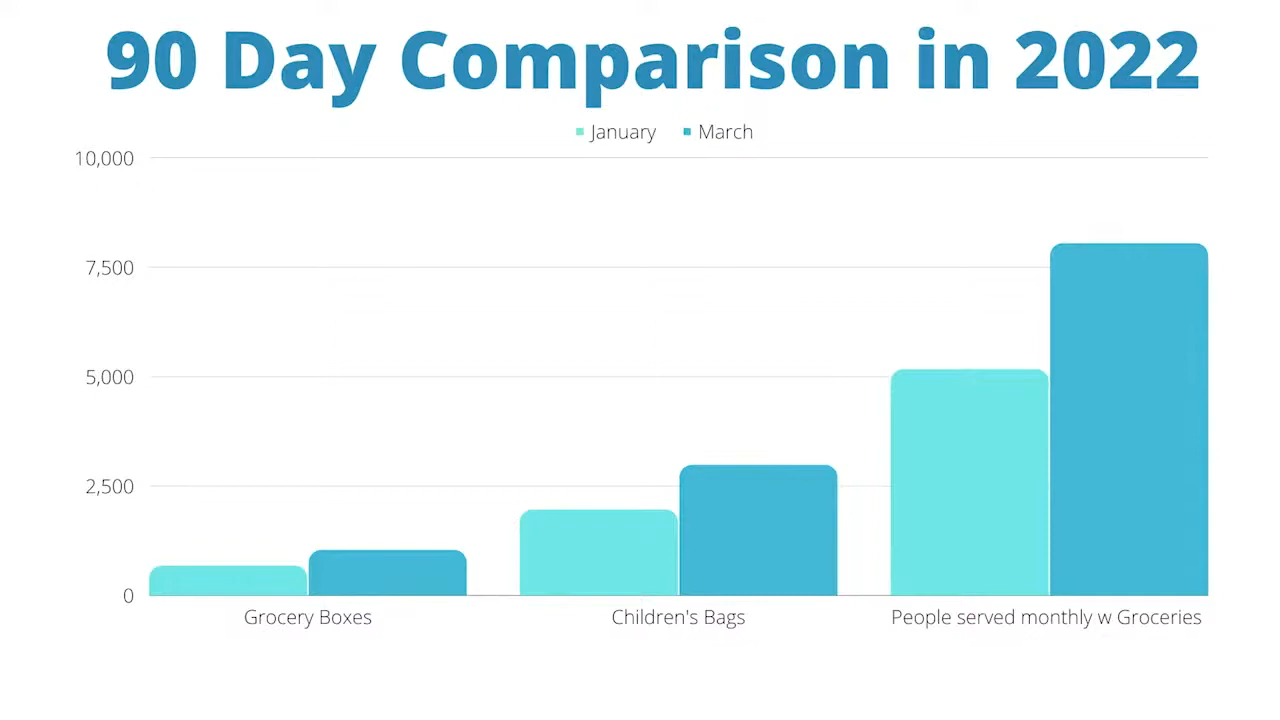 90 Day Comparison in 2022
January March
10,000
7,500
5,000
2,500
0
Grocery Boxes Children's Bags People served monthly w Groceries